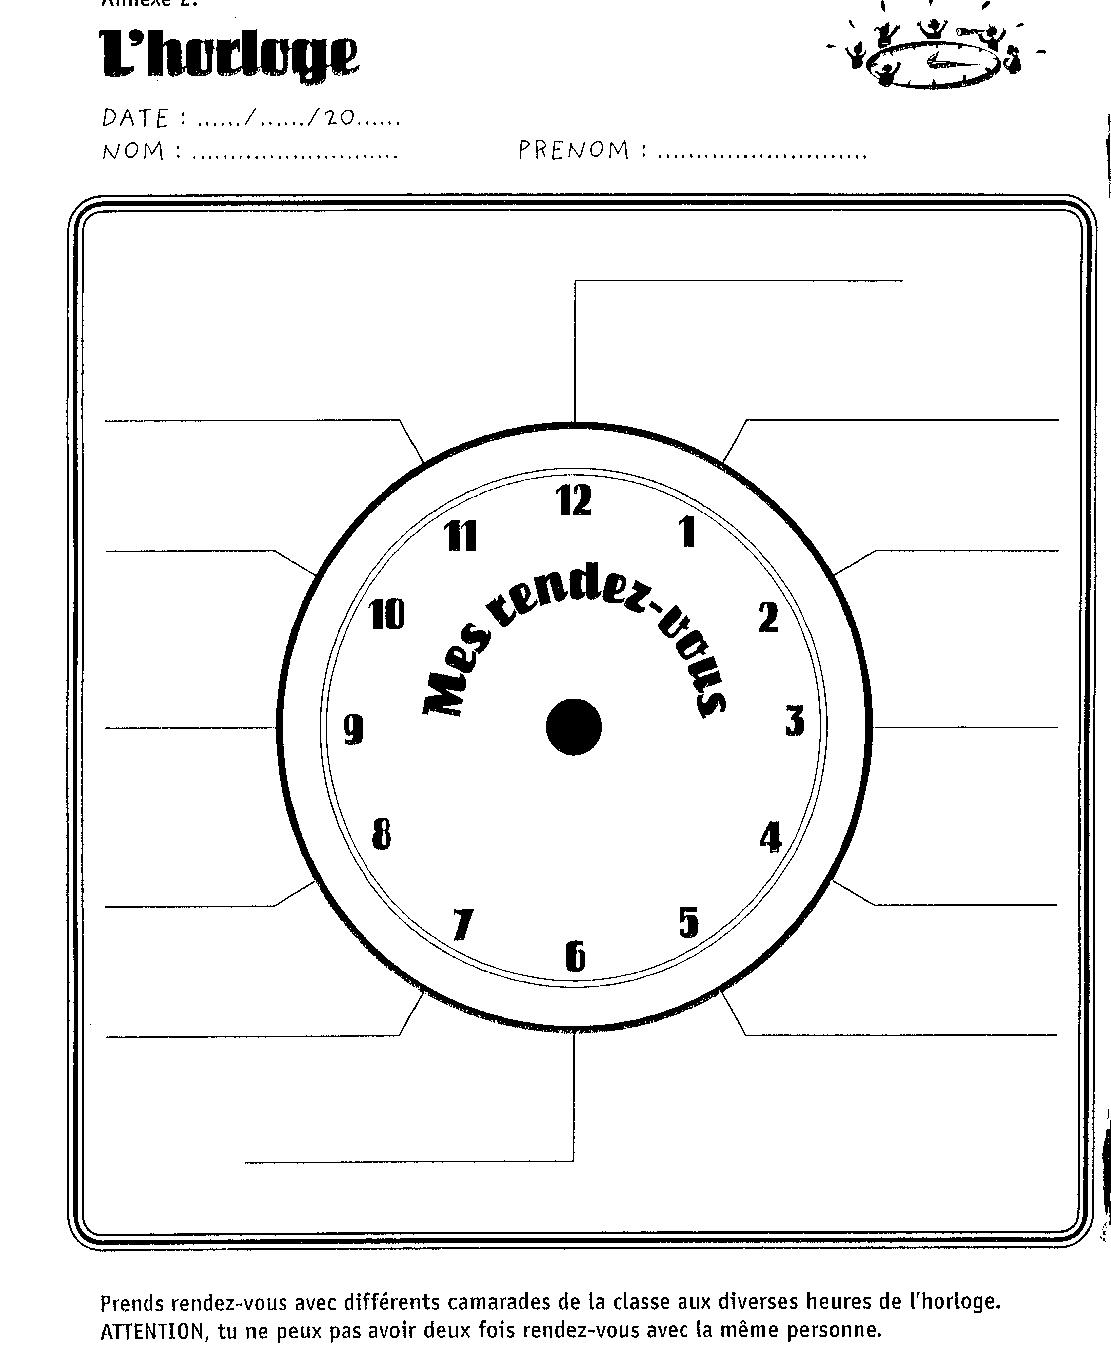 Annexe 2.
L'horloge
DATE : ....../....../20......
NOM : ........................... PRENOM : ...........................
12
11 1
Mes rendez-vous
10 2
9 3
8 4
7 5
6
Prends rendez-vous avec différents camarades de la classe aux diverses heures de l'horloge.
ATTENTION, tu ne peux pas avoir deux fois rendez-vous avec la même personne.